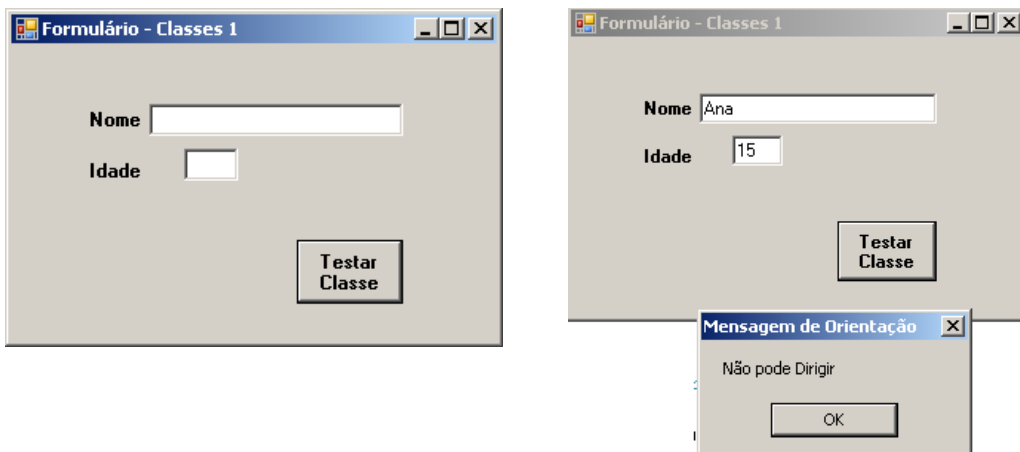 Formulário - Classes 1
Nome
Idade
Testar
Classe
Formulário - Classes 1
Nome Ana
Idade 15
Testar
Classe
Mensagem de Orientação
Não pode Dirigir
OK